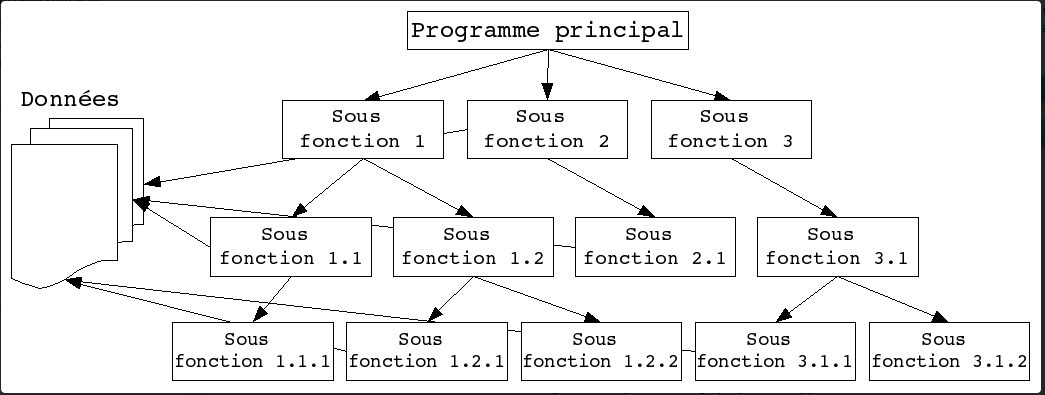 Programme principal
Données
Sous
fonction 1
Sous
fonction 2
Sous
fonction 3
Sous
fonction 1.1
Sous
fonction 1.2
Sous
fonction 2.1
Sous
fonction 3.1
Sous
fonction 1.1.1
Sous
fonction 1.2.1
Sous
fonction 1.2.2
Sous
fonction 3.1.1
Sous
fonction 3.1.2